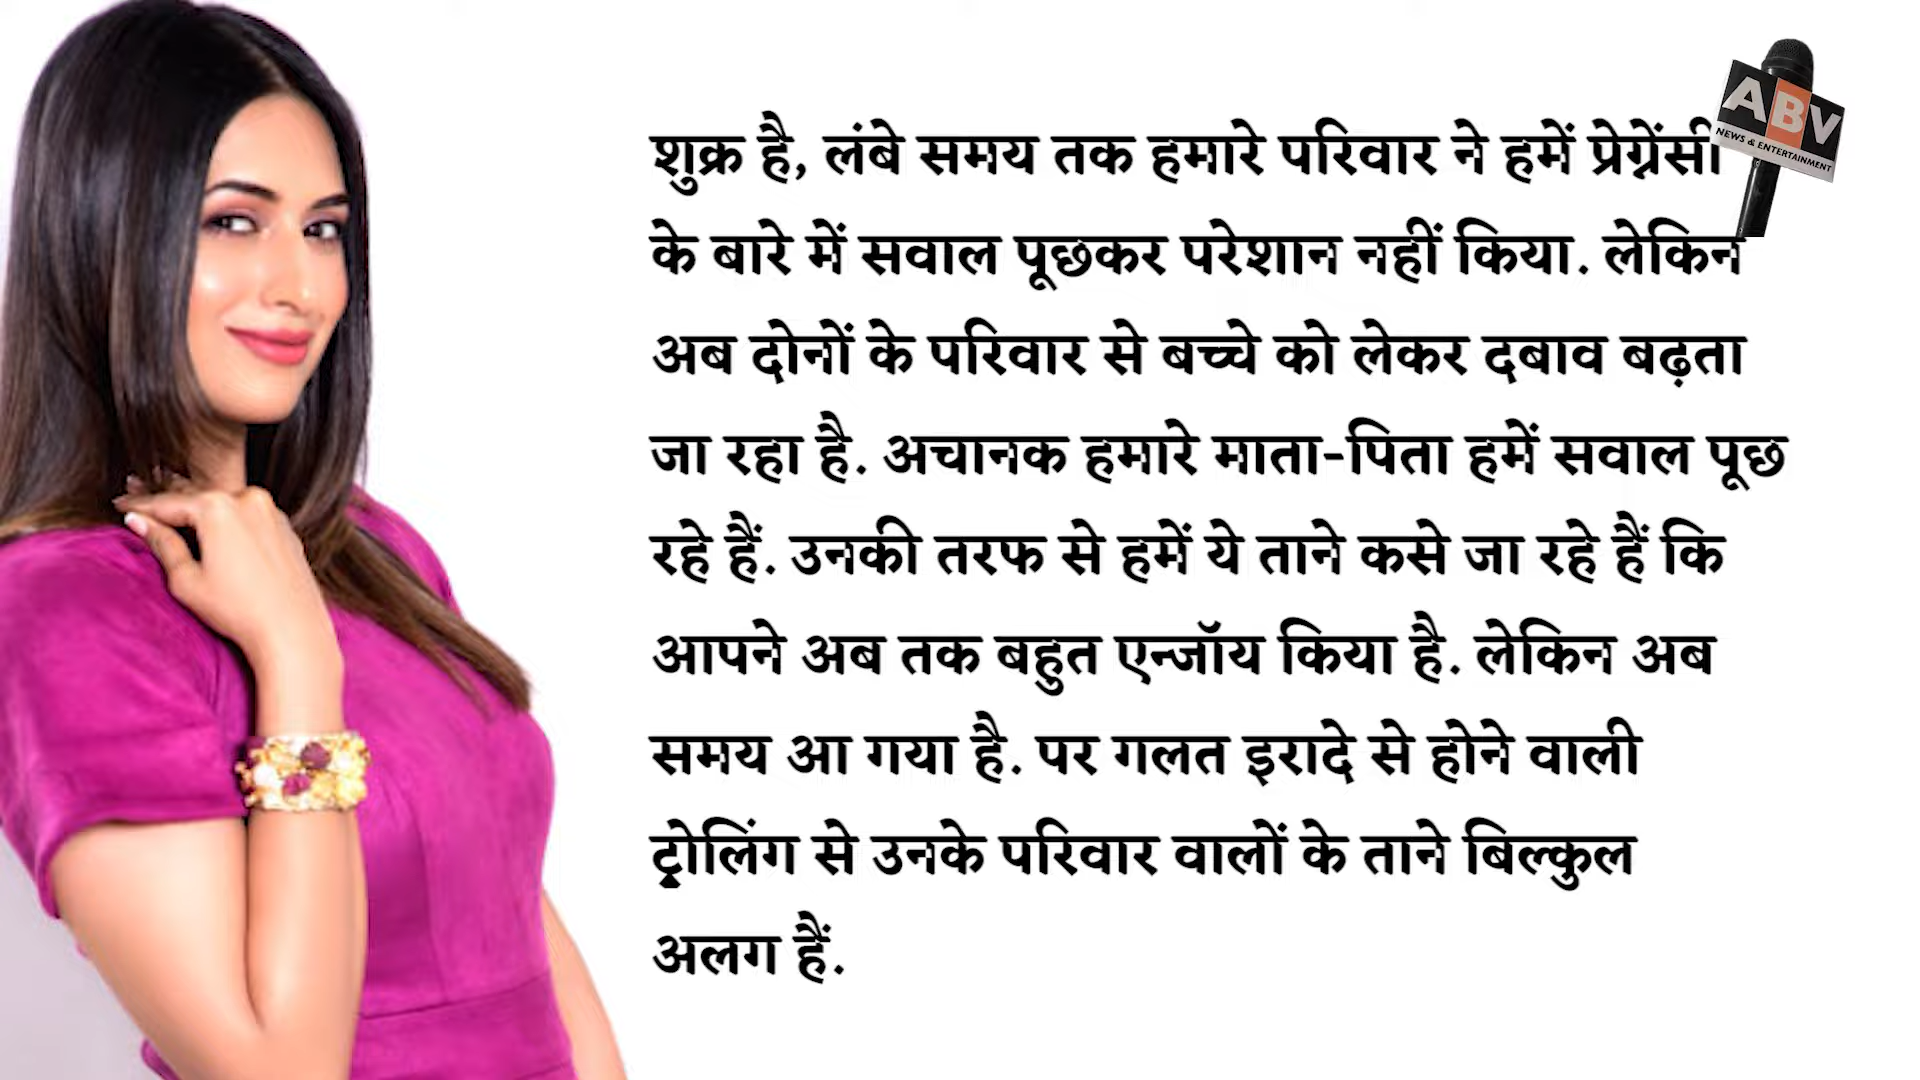 शुक्र है, लंबे समय तक हमारे परिवार ने हमें प्रेग्नेंसी
के बारे में सवाल पूछकर परेशान नहीं किया. लेकिन
अब दोनों के परिवार से बच्चे को लेकर दबाव बढ़ता
जा रहा है. अचानक हमारे माता-पिता हमें सवाल पूछ
रहे हैं. उनकी तरफ से हमें ये ताने कसे जा रहे हैं कि
आपने अब तक बहुत एन्जॉय किया है. लेकिन अब
समय आ गया है. पर गलत इरादे से होने वाली
ट्रोलिंग से उनके परिवार वालों के ताने बिल्कुल
अलग हैं.
ABV
NEWS & ENTERTAINMENT